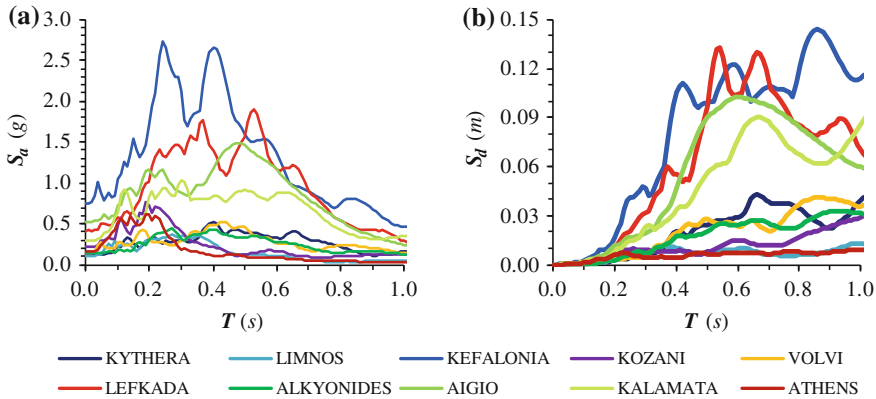 (a)
3.0
2.5
2.0
1.5
1.0
0.5
0.0
Sa (g)
0.0 0.2 0.4 0.6 0.8 1.0
T (s)
(b)
0.15
0.12
0.09
0.06
0.03
0.00
Sd (m)
0.0 0.2 0.4 0.6 0.8 1.0
T (s)
KYTHERA LIMNOS KEFALONIA KOZANI VOLVI
LEFKADA ALKYONIDES AIGIO KALAMATA ATHENS